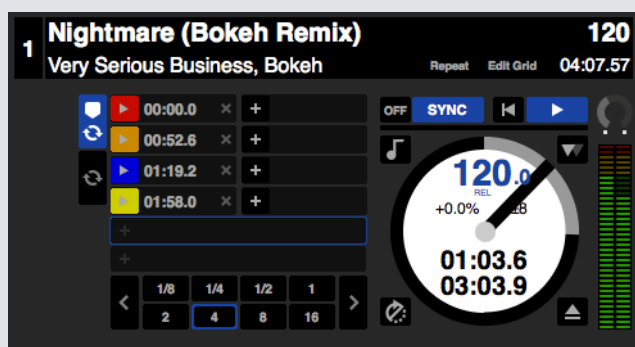 1
Nightmare (Bokeh Remix)
120
Very Serious Business, Bokeh
Repeat
Edit Grid
04:07.57
00:00.0
00:52.6
01:19.2
01:58.0
1/8 1/4 1/2 1
2 4 8 16
OFF SYNC
120.0
REL
+0.0%
01:03.6
03:03.9